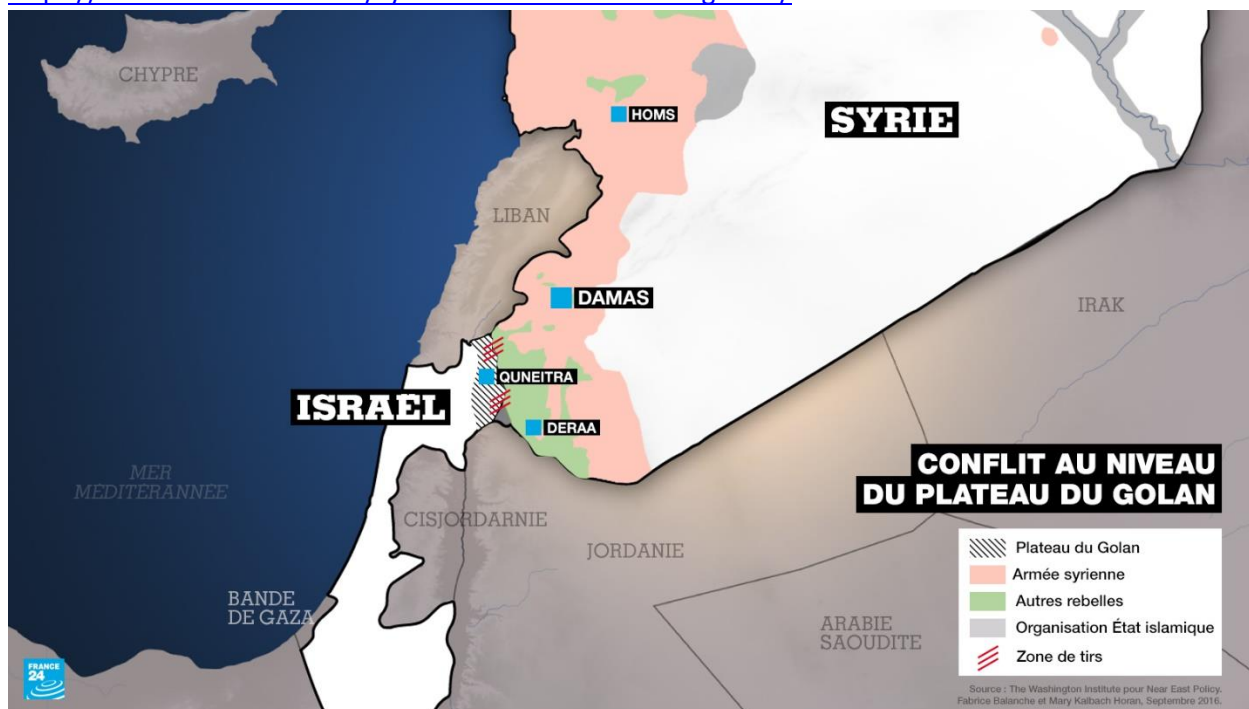 CHYPRE
HOMS
SYRIE
LIBAN
DAMAS
IRAK
QUNEITRA
ISRAËL
DERAA
MER
MEDITERANNÉE
CISJORDARNIE
JORDANIE
BANDE
DE GAZA
ARABIE
SAOUDITE
CONFLIT AU NIVEAU
DU PLATEAU DU GOLAN
Plateau du Golan
Armée syrienne
Autres rebelles
Organisation État islamique
Zone de tirs
FRANCE
24
Source : The Washington Institute pour Near East Policy.
Fabrice Balanche et Mary Kalbach Horan, Septembre 2016.